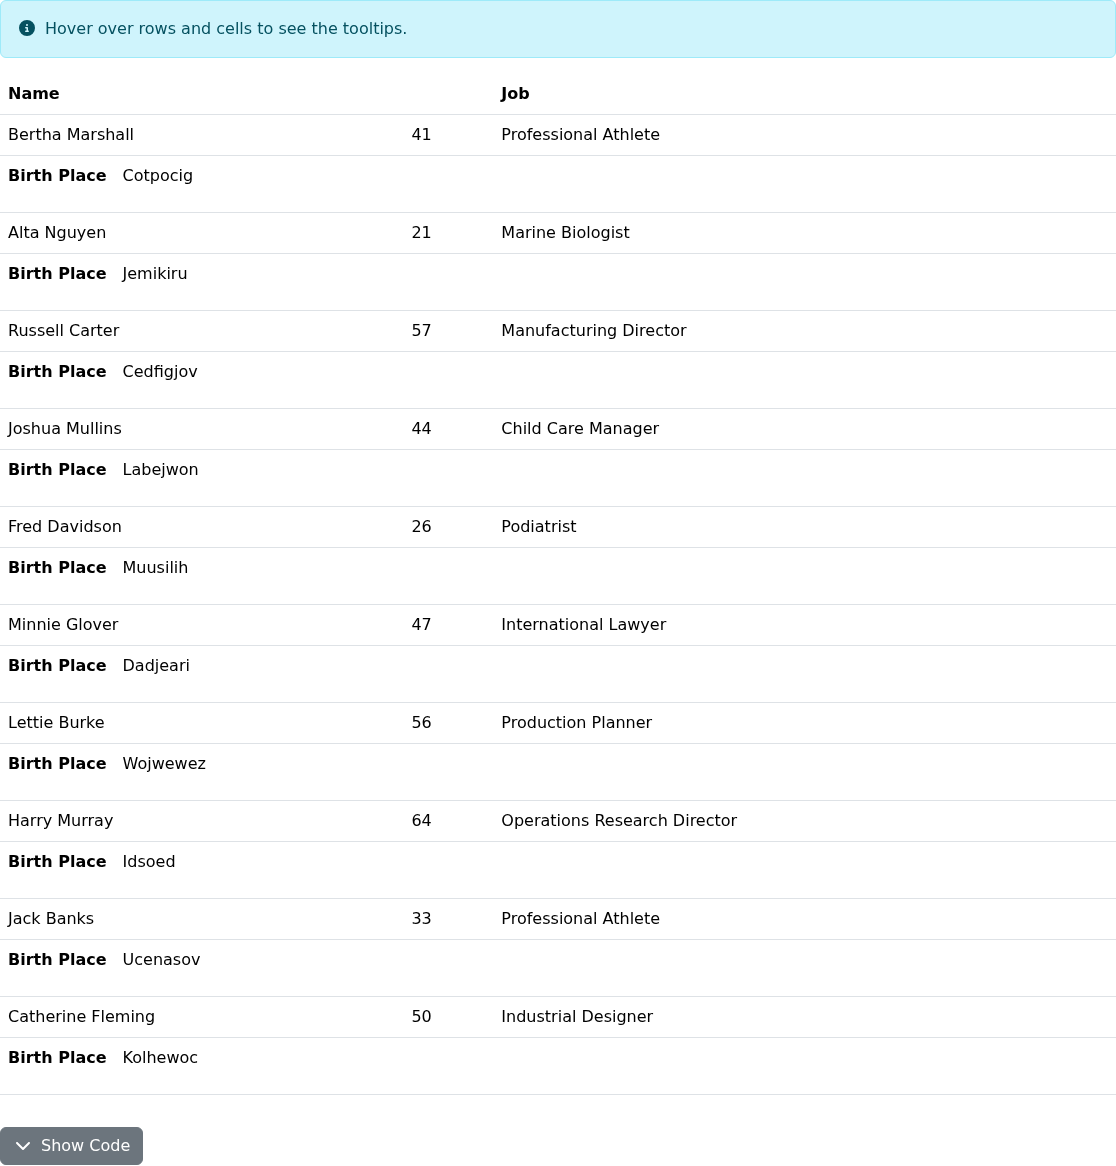 Hover over rows and cells to see the tooltips.
Name Job
Bertha Marshall 41 Professional Athlete
Birth Place Cotpocig
Alta Nguyen 21 Marine Biologist
Birth Place Jemikiru
Russell Carter 57 Manufacturing Director
Birth Place Cedfigjov
Joshua Mullins 44 Child Care Manager
Birth Place Labejwon
Fred Davidson 26 Podiatrist
Birth Place Muusilih
Minnie Glover 47 International Lawyer
Birth Place Dadjeari
Lettie Burke 56 Production Planner
Birth Place Wojwewez
Harry Murray 64 Operations Research Director
Birth Place Idsoed
Jack Banks 33 Professional Athlete
Birth Place Ucenasov
Catherine Fleming 50 Industrial Designer
Birth Place Kolhewoc
Show Code